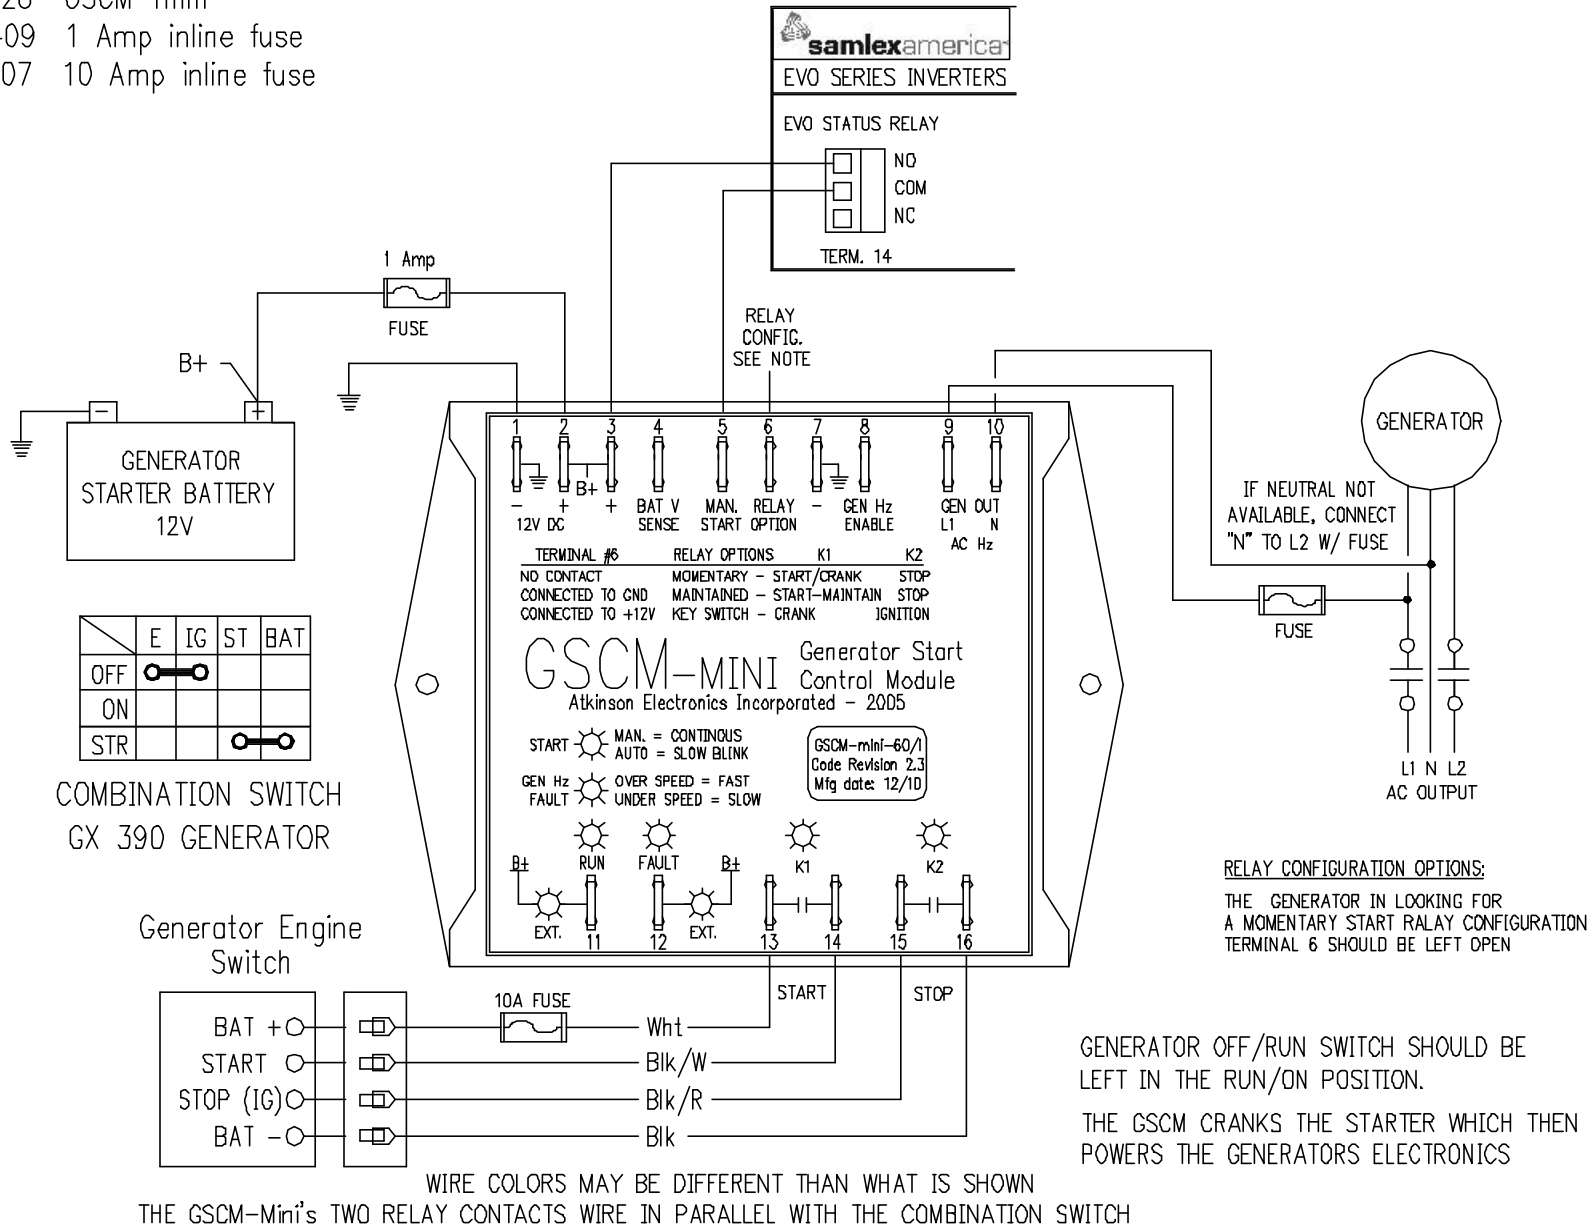 1 Amp inline fuse
10 Amp inline fuse
samlexamerica
EVO SERIES INVERTERS
EVO STATUS RELAY
NO
COM
NC
TERM. 14
1 Amp
FUSE
RELAY
CONFIG.
SEE NOTE
B+
- +
GENERATOR
STARTER BATTERY
12V
GENERATOR
IF NEUTRAL NOT
AVAILABLE, CONNECT
"N" TO L2 W/ FUSE
FUSE
L1 N L2
AC OUTPUT
1 2 3 4 5 6 7 8 9 10
B+
- + + BAT V MAN. RELAY - GEN Hz GEN OUT
12V DC SENSE START OPTION ENABLE L1 N
AC Hz
TERMINAL #6 RELAY OPTIONS K1 K2
NO CONTACT MOMENTARY - START/CRANK STOP
CONNECTED TO GND MAINTAINED - START-MAINTAIN STOP
CONNECTED TO +12V KEY SWITCH - CRANK IGNITION
GSCM-MINI Generator Start
Control Module
Atkinson Electronics Incorporated - 2005
START MAN. = CONTINOUS
AUTO = SLOW BLINK
GEN Hz OVER SPEED = FAST
FAULT UNDER SPEED = SLOW
GSCM-mini-60/1
Code Revision 2.3
Mfg date: 12/10
RUN FAULT K1 K2
B+ B+
EXT. EXT.
11 12 13 14 15 16
E IG ST BAT
OFF
ON
STR
COMBINATION SWITCH
GX 390 GENERATOR
Generator Engine
Switch
START STOP
10A FUSE
BAT + Wht
START Blk/W
STOP (IG) Blk/R
BAT - Blk
RELAY CONFIGURATION OPTIONS:
THE GENERATOR IN LOOKING FOR
A MOMENTARY START RALAY CONFIGURATION
TERMINAL 6 SHOULD BE LEFT OPEN
GENERATOR OFF/RUN SWITCH SHOULD BE
LEFT IN THE RUN/ON POSITION.
THE GSCM CRANKS THE STARTER WHICH THEN
POWERS THE GENERATORS ELECTRONICS
WIRE COLORS MAY BE DIFFERENT THAN WHAT IS SHOWN
THE GSCM-Mini's TWO RELAY CONTACTS WIRE IN PARALLEL WITH THE COMBINATION SWITCH